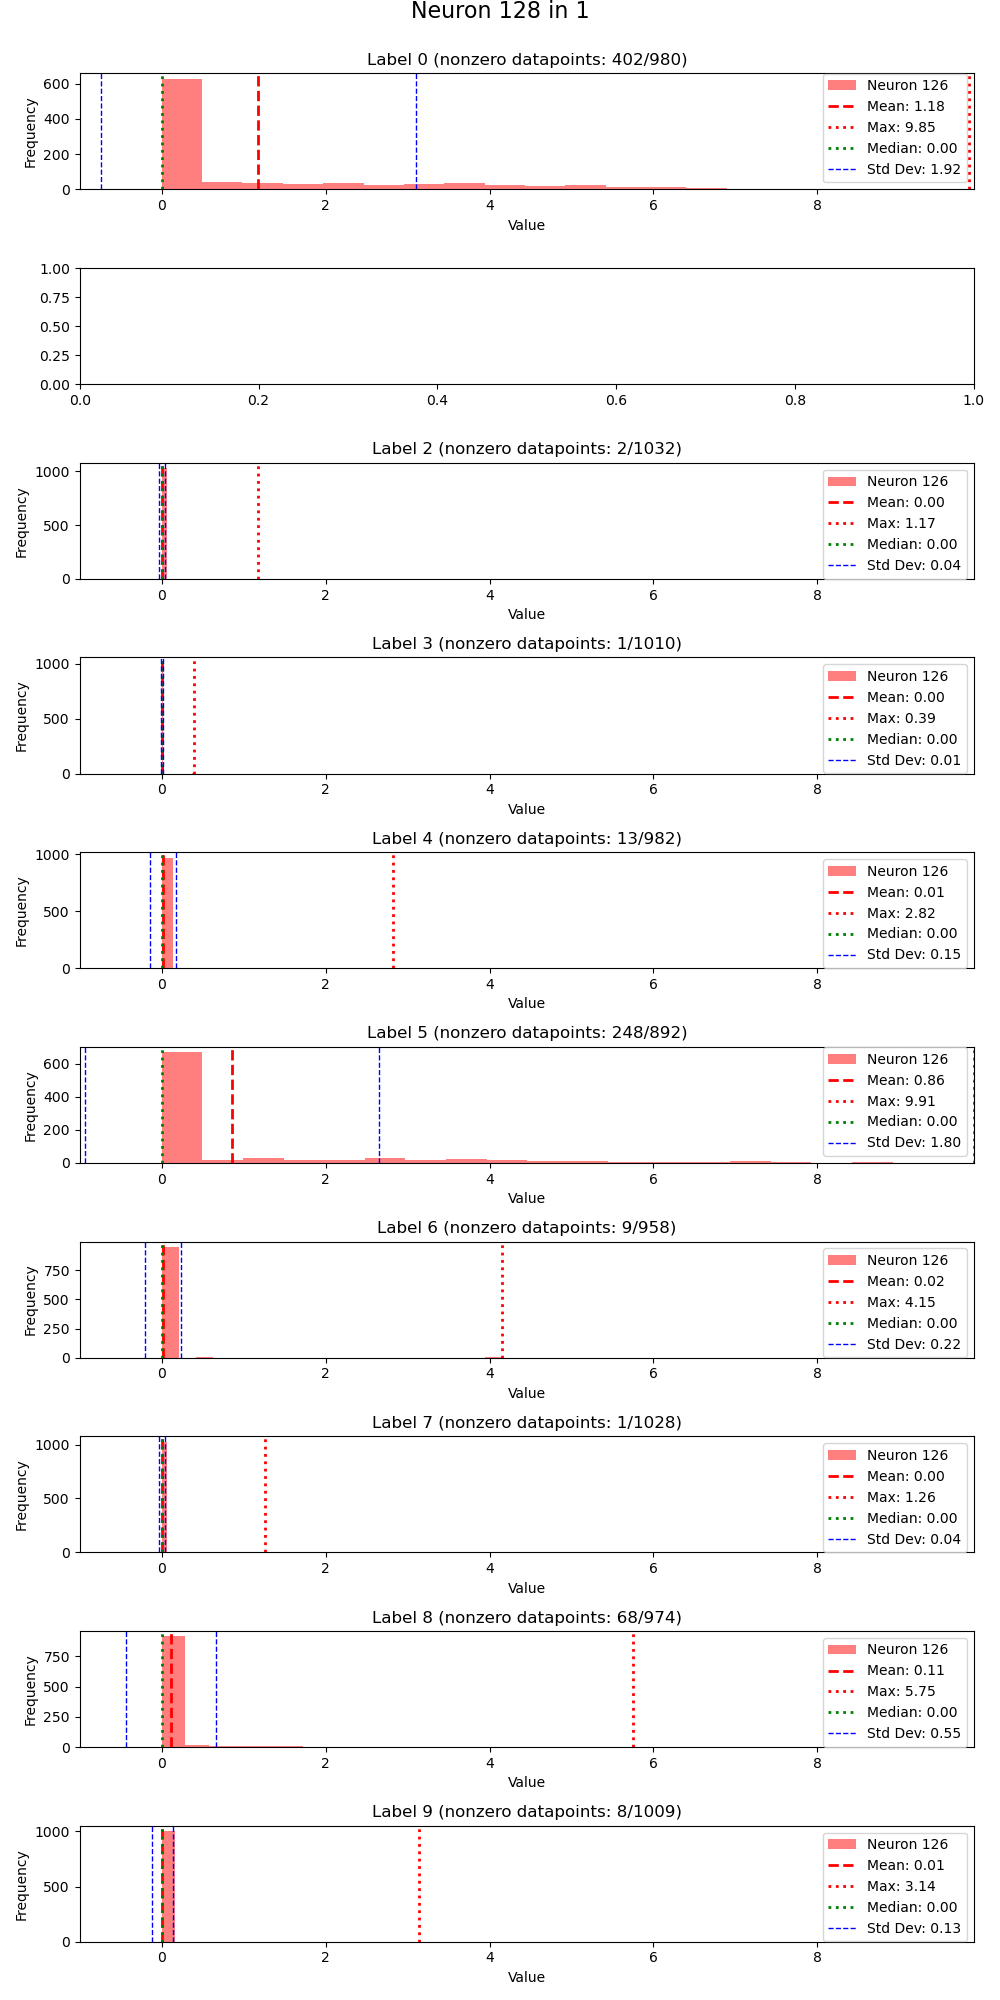 Neuron 128 in 1
Label 0 (nonzero datapoints: 402/980)
Frequency
600
400
200
0
Neuron 126
Mean: 1.18
Max: 9.85
Median: 0.00
Std Dev: 1.92
0 2 4 6 8
Value
1.00
0.75
0.50
0.25
0.00
0.0 0.2 0.4 0.6 0.8 1.0
Label 2 (nonzero datapoints: 2/1032)
Frequency
1000
500
0
Neuron 126
Mean: 0.00
Max: 1.17
Median: 0.00
Std Dev: 0.04
0 2 4 6 8
Value
Label 3 (nonzero datapoints: 1/1010)
Frequency
1000
500
0
Neuron 126
Mean: 0.00
Max: 0.39
Median: 0.00
Std Dev: 0.01
0 2 4 6 8
Value
Label 4 (nonzero datapoints: 13/982)
Frequency
1000
500
0
Neuron 126
Mean: 0.01
Max: 2.82
Median: 0.00
Std Dev: 0.15
0 2 4 6 8
Value
Label 5 (nonzero datapoints: 248/892)
Frequency
600
400
200
0
Neuron 126
Mean: 0.86
Max: 9.91
Median: 0.00
Std Dev: 1.80
0 2 4 6 8
Value
Label 6 (nonzero datapoints: 9/958)
Frequency
750
500
250
0
Neuron 126
Mean: 0.02
Max: 4.15
Median: 0.00
Std Dev: 0.22
0 2 4 6 8
Value
Label 7 (nonzero datapoints: 1/1028)
Frequency
1000
500
0
Neuron 126
Mean: 0.00
Max: 1.26
Median: 0.00
Std Dev: 0.04
0 2 4 6 8
Value
Label 8 (nonzero datapoints: 68/974)
Frequency
750
500
250
0
Neuron 126
Mean: 0.11
Max: 5.75
Median: 0.00
Std Dev: 0.55
0 2 4 6 8
Value
Label 9 (nonzero datapoints: 8/1009)
Frequency
1000
500
0
Neuron 126
Mean: 0.01
Max: 3.14
Median: 0.00
Std Dev: 0.13
0 2 4 6 8
Value